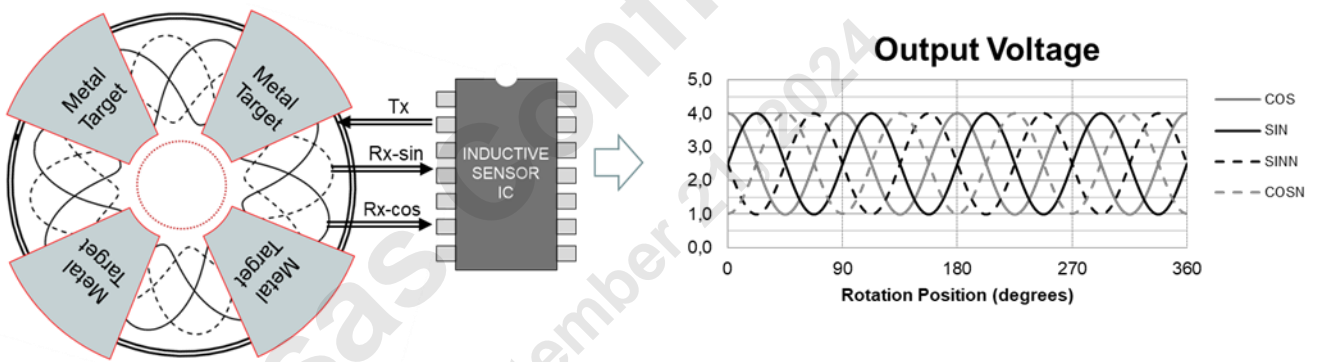 Metal
Target
Metal
Target
Metal
Target
Metal
Target
Tx
Rx-sin
Rx-cos
INDUCTIVE
SENSOR
IC
Output Voltage
5,0
4,0
3,0
2,0
1,0
0,0
0 90 180 270 360
Rotation Position (degrees)
COS
SIN
SINN
COSN